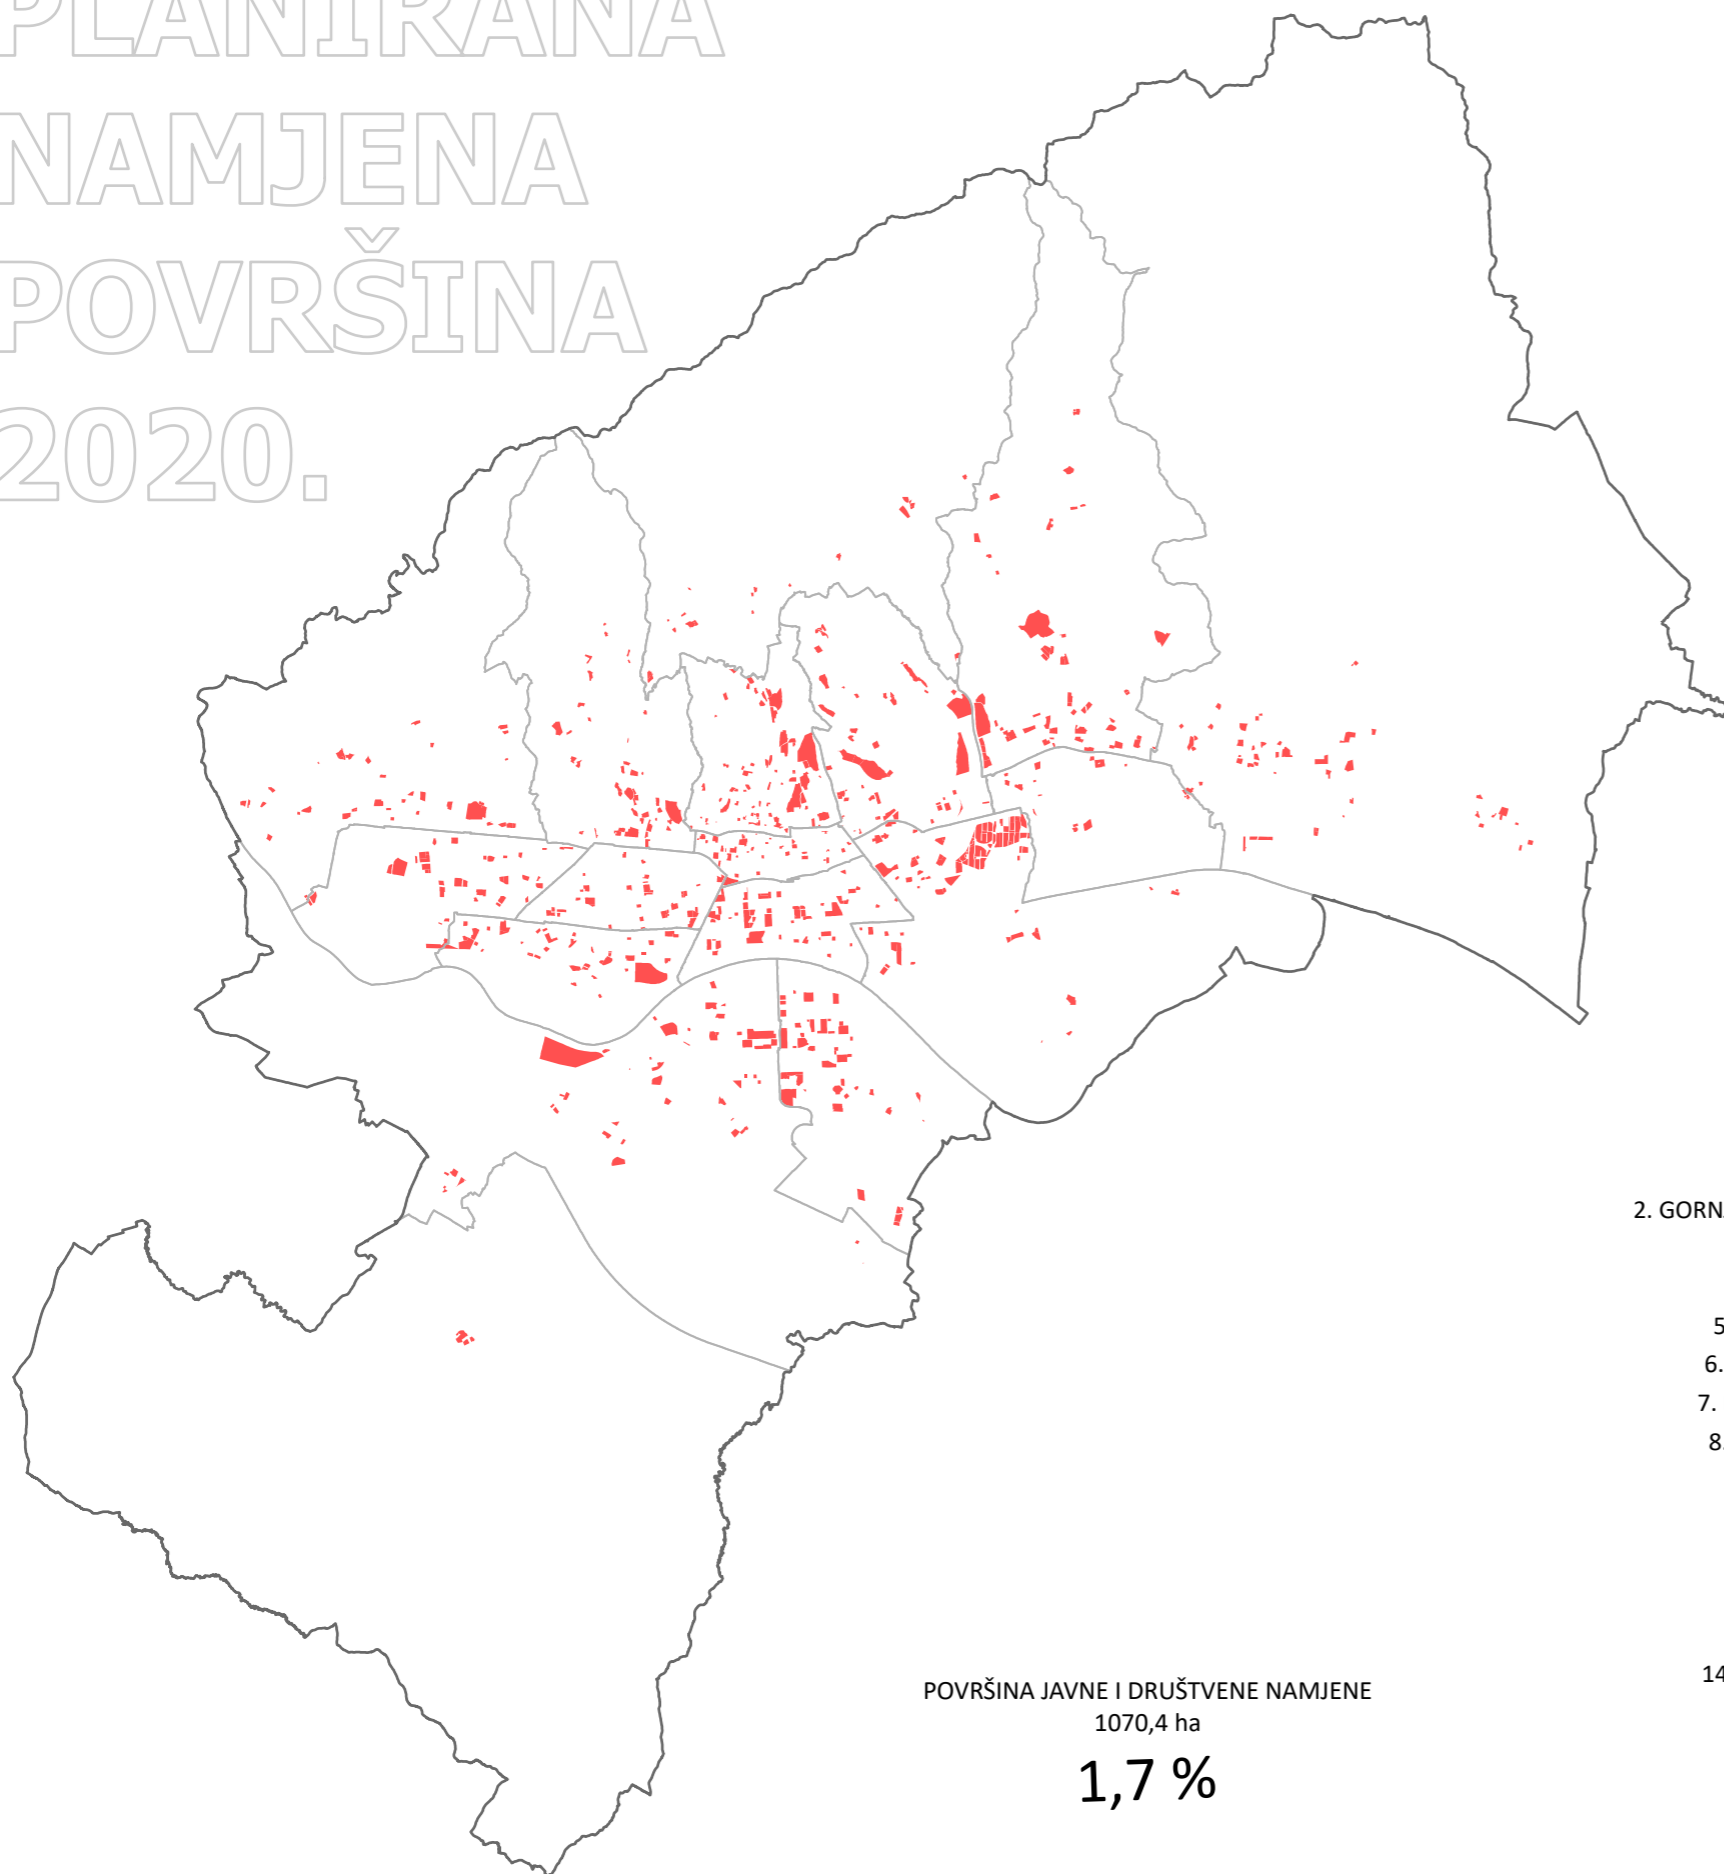 PLANIRANA
NAMJENA
POVRŠINA
2020.
2. GORN
5
6.
7.
8.
14
POVRŠINA JAVNE I DRUŠTVENE NAMJENE
1070,4 ha
1,7 %